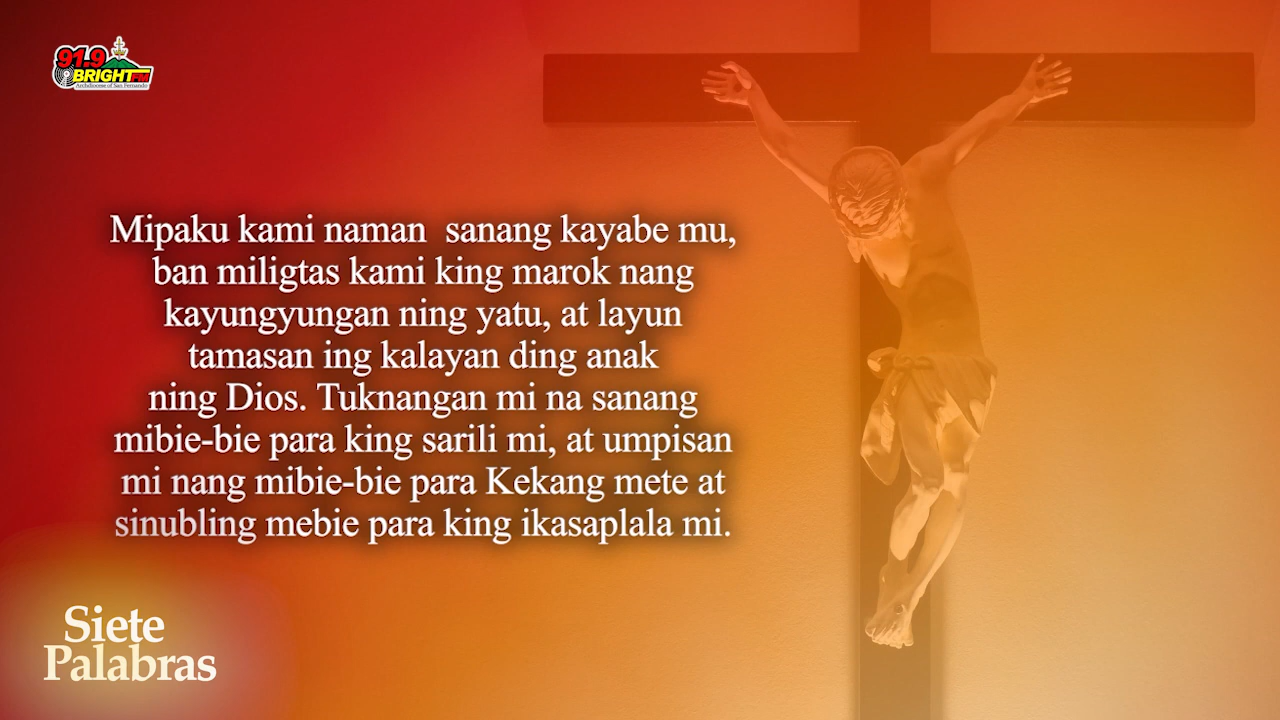 91.9
BRIGHT FM
Archdiocese of San Fernando
Mipaku kami naman  sanang kayabe mu,
ban miligtas kami king marok nang
kayungyungan ning yatu, at layun
tamasan ing kalayan ding anak
ning Dios. Tuknangan mi na sanang
mibie-bie para king sarili mi, at umpisan
mi nang mibie-bie para Kekang mete at
sinubling mebie para king ikasaplala mi.
Siete
Palabras